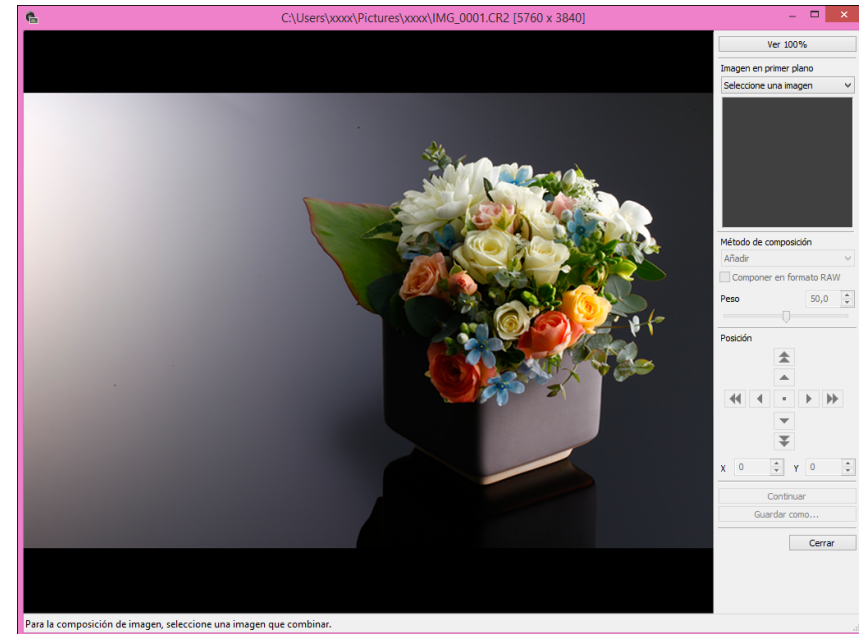 C:\Users\xxxx\Pictures\xxxx\IMG_0001.CR2 [5760 x 3840]
Ver 100%
Imagen en primer plano
Seleccione una imagen
Método de composición
Añadir
Componer en formato RAW
Peso 50,0
Posición
X 0 Y 0
Continuar
Guardar como...
Cerrar
Para la composición de imagen, seleccione una imagen que combinar.